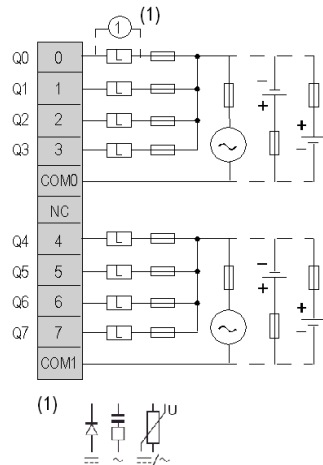 (1)
1
Q0 0 L
Q1 1 L
Q2 2 L
Q3 3 L
COM0
NC
Q4 4 L
Q5 5 L
Q6 6 L
Q7 7 L
COM1
~ - + + -
~ - + + -
(1)
U
⎓ ~ ⎓/~